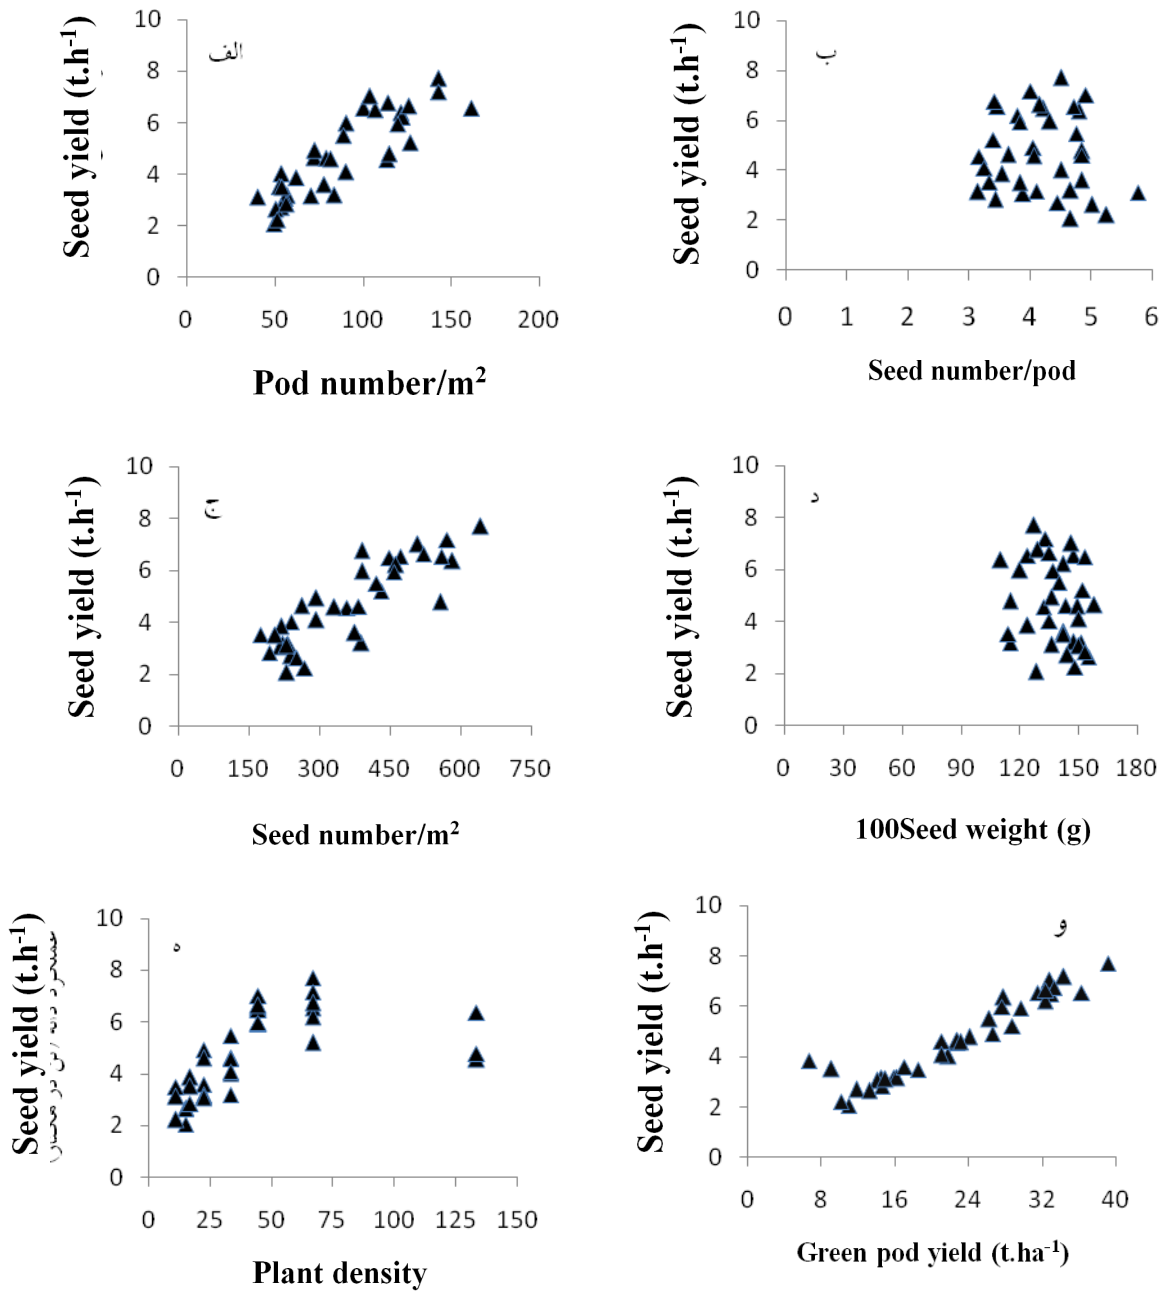 الف
10
8
6
4
2
0
0 50 100 150 200
Seed yield (t.h-1)
Pod number/m2
ب
10
8
6
4
2
0
0 1 2 3 4 5 6
Seed yield (t.h-1)
Seed number/pod
ج
10
8
6
4
2
0
0 150 300 450 600 750
Seed yield (t.h-1)
Seed number/m2
د
10
8
6
4
2
0
0 30 60 90 120 150 180
Seed yield (t.h-1)
100Seed weight (g)
ه
10
8
6
4
2
0
0 25 50 75 100 125 150
Seed yield (t.h-1)
Plant density
و
10
8
6
4
2
0
0 8 16 24 32 40
Seed yield (t.h-1)
Green pod yield (t.ha-1)